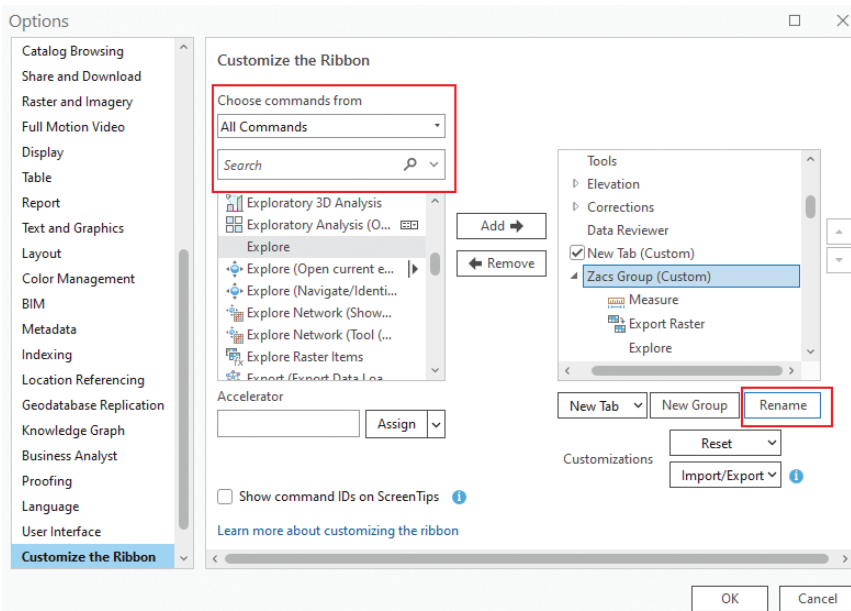 Options
Catalog Browsing
Share and Download
Raster and Imagery
Full Motion Video
Display
Table
Report
Text and Graphics
Layout
Color Management
BIM
Metadata
Indexing
Location Referencing
Geodatabase Replication
Knowledge Graph
Business Analyst
Proofing
Language
User Interface
Customize the Ribbon
Customize the Ribbon
Choose commands from
All Commands
Search
Exploratory 3D Analysis
Exploratory Analysis (O...
Explore
Explore (Open current e...
Explore (Navigate/Identi...
Explore Network (Show...
Explore Network (Tool (...
Explore Raster Items
Export (Export Data Loa
Accelerator
Assign
Add
Remove
Tools
Elevation
Corrections
Data Reviewer
New Tab (Custom)
Zacs Group (Custom)
Measure
Export Raster
Explore
New Tab
New Group
Rename
Customizations
Reset
Import/Export
Show command IDs on ScreenTips
Learn more about customizing the ribbon
OK
Cancel